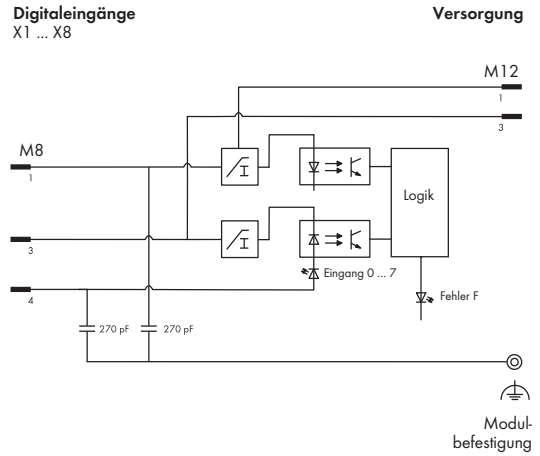 Digitaleingänge
X1 ... X8
Versorgung
M12
1
3
M8
1
I
Logik
3
I
Eingang 0 ... 7
4
Fehler F
270 pF
270 pF
Modul-
befestigung